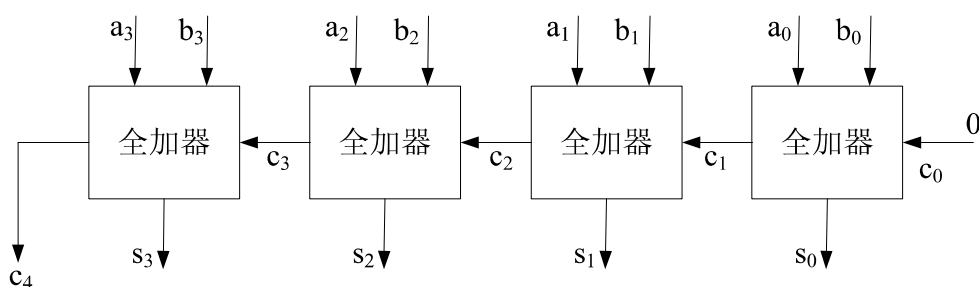 a₃ b₃ a₂ b₂ a₁ b₁ a₀ b₀
全加器 全加器 全加器 全加器 0
c₃ c₂ c₁ c₀
c₄ s₃ s₂ s₁ s₀